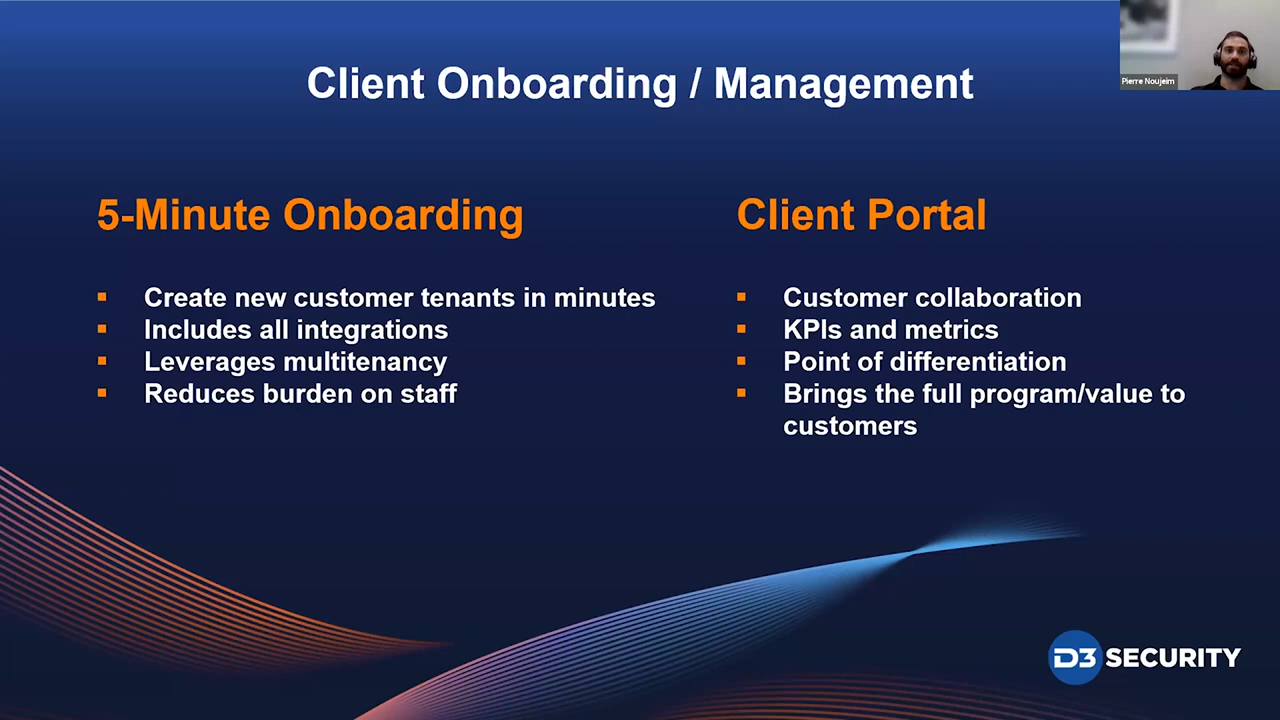 Client Onboarding / Management
Pierre Noujeim
5-Minute Onboarding
Create new customer tenants in minutes
Includes all integrations
Leverages multitenancy
Reduces burden on staff
Client Portal
Customer collaboration
KPIs and metrics
Point of differentiation
Brings the full program/value to
customers
D3 SECURITY